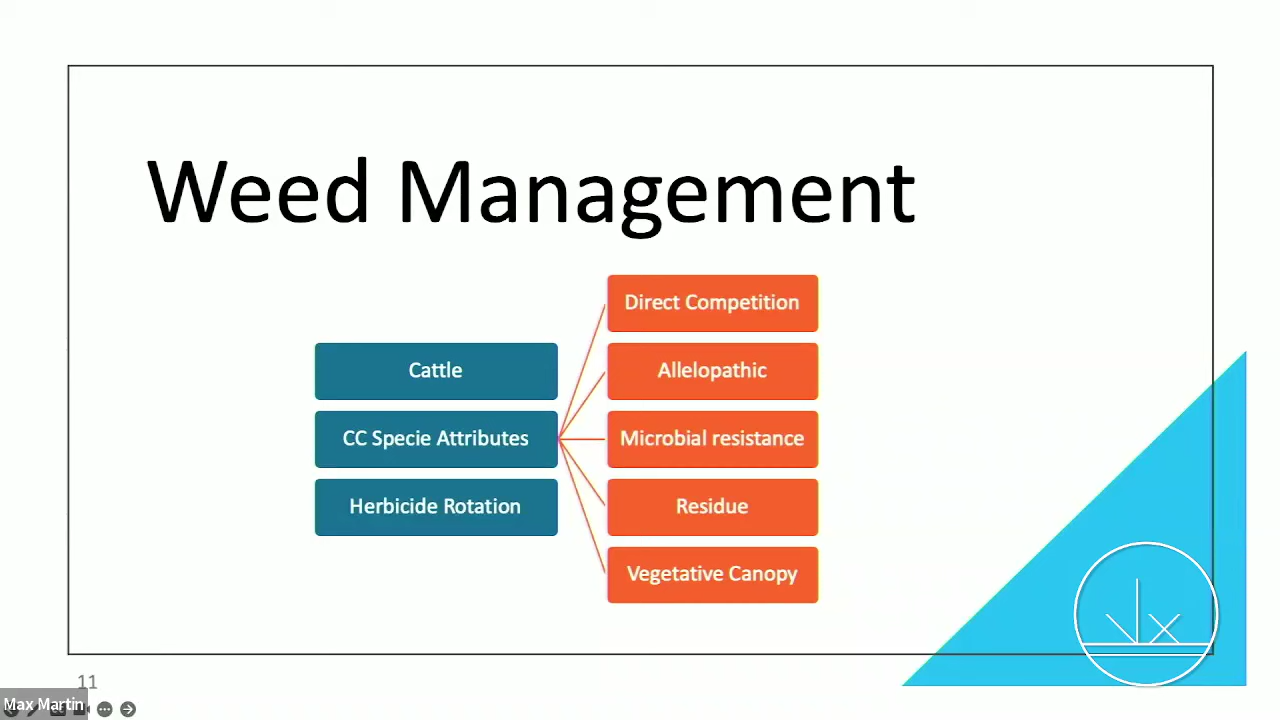 Weed Management
Cattle
CC Specie Attributes
Herbicide Rotation
Direct Competition
Allelopathic
Microbial resistance
Residue
Vegetative Canopy
11
Max Martin